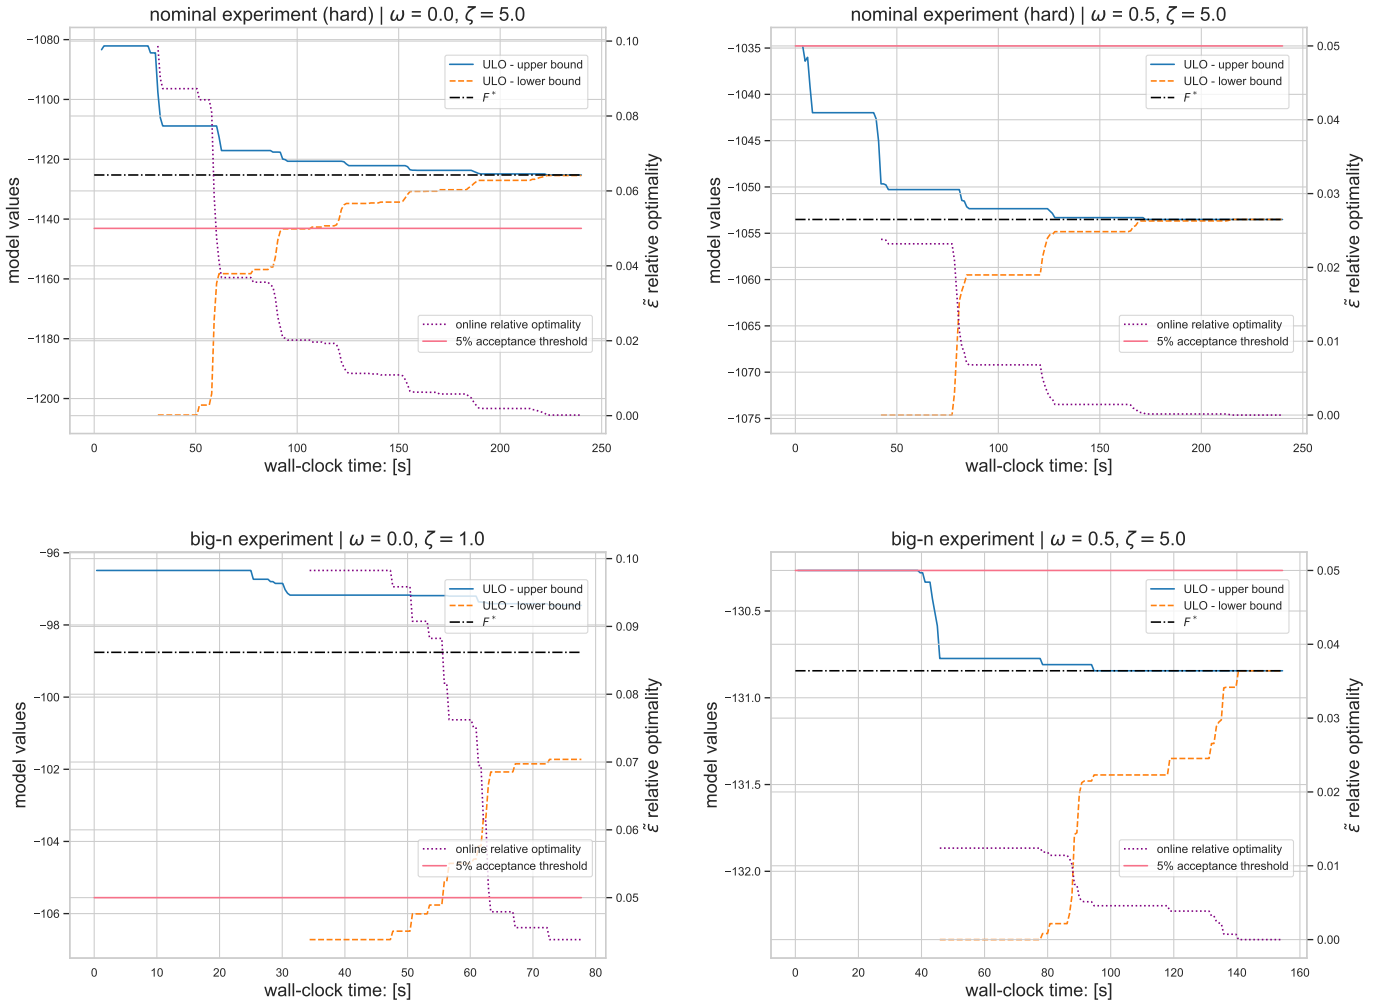 nominal experiment (hard) | ω = 0.0, ζ = 5.0
−1080
−1100
−1120
−1140
−1160
−1180
−1200
model values
0.10
0.08
0.06
0.04
0.02
0.00
ε̃ relative optimality
ULO - upper bound
ULO - lower bound
F*
online relative optimality
5% acceptance threshold
0 50 100 150 200 250
wall-clock time: [s]
nominal experiment (hard) | ω = 0.5, ζ = 5.0
−1035
−1040
−1045
−1050
−1055
−1060
−1065
−1070
−1075
model values
0.05
0.04
0.03
0.02
0.01
0.00
ε̃ relative optimality
ULO - upper bound
ULO - lower bound
F*
online relative optimality
5% acceptance threshold
0 50 100 150 200 250
wall-clock time: [s]
big-n experiment | ω = 0.0, ζ = 1.0
−96
−98
−100
−102
−104
−106
model values
0.10
0.09
0.08
0.07
0.06
0.05
ε̃ relative optimality
ULO - upper bound
ULO - lower bound
F*
online relative optimality
5% acceptance threshold
0 10 20 30 40 50 60 70 80
wall-clock time: [s]
big-n experiment | ω = 0.5, ζ = 5.0
−130.5
−131.0
−131.5
−132.0
model values
0.05
0.04
0.03
0.02
0.01
0.00
ε̃ relative optimality
ULO - upper bound
ULO - lower bound
F*
online relative optimality
5% acceptance threshold
0 20 40 60 80 100 120 140 160
wall-clock time: [s]